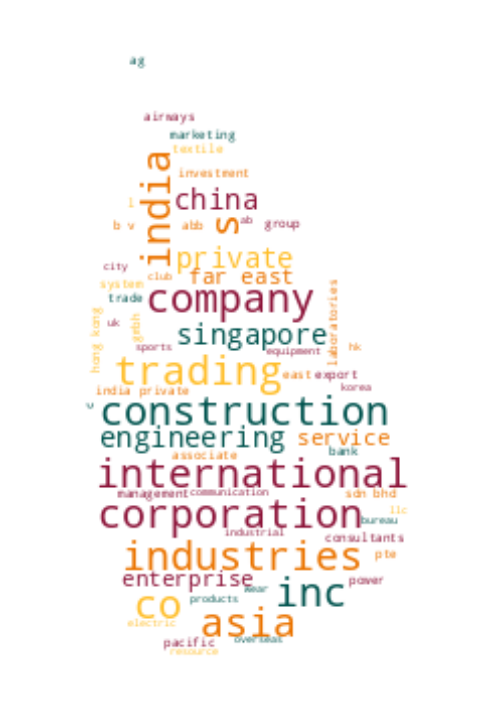 ag
airways
marketing
textile
india
investment
l
china
b v
abb
s
ab
group
private
city
far east
club
system
trade
company
laboratories
hong kong
gmbh
uk
singapore
sports
equipment
hk
trading
east
export
korea
india private
v
construction
engineering
service
bank
associate
international
management
communication
sdn bhd
corporation
llc
bureau
industrial
consultants
industries
pte
enterprise
power
wear
inc
co
products
asia
electric
overseas
pacific
resource